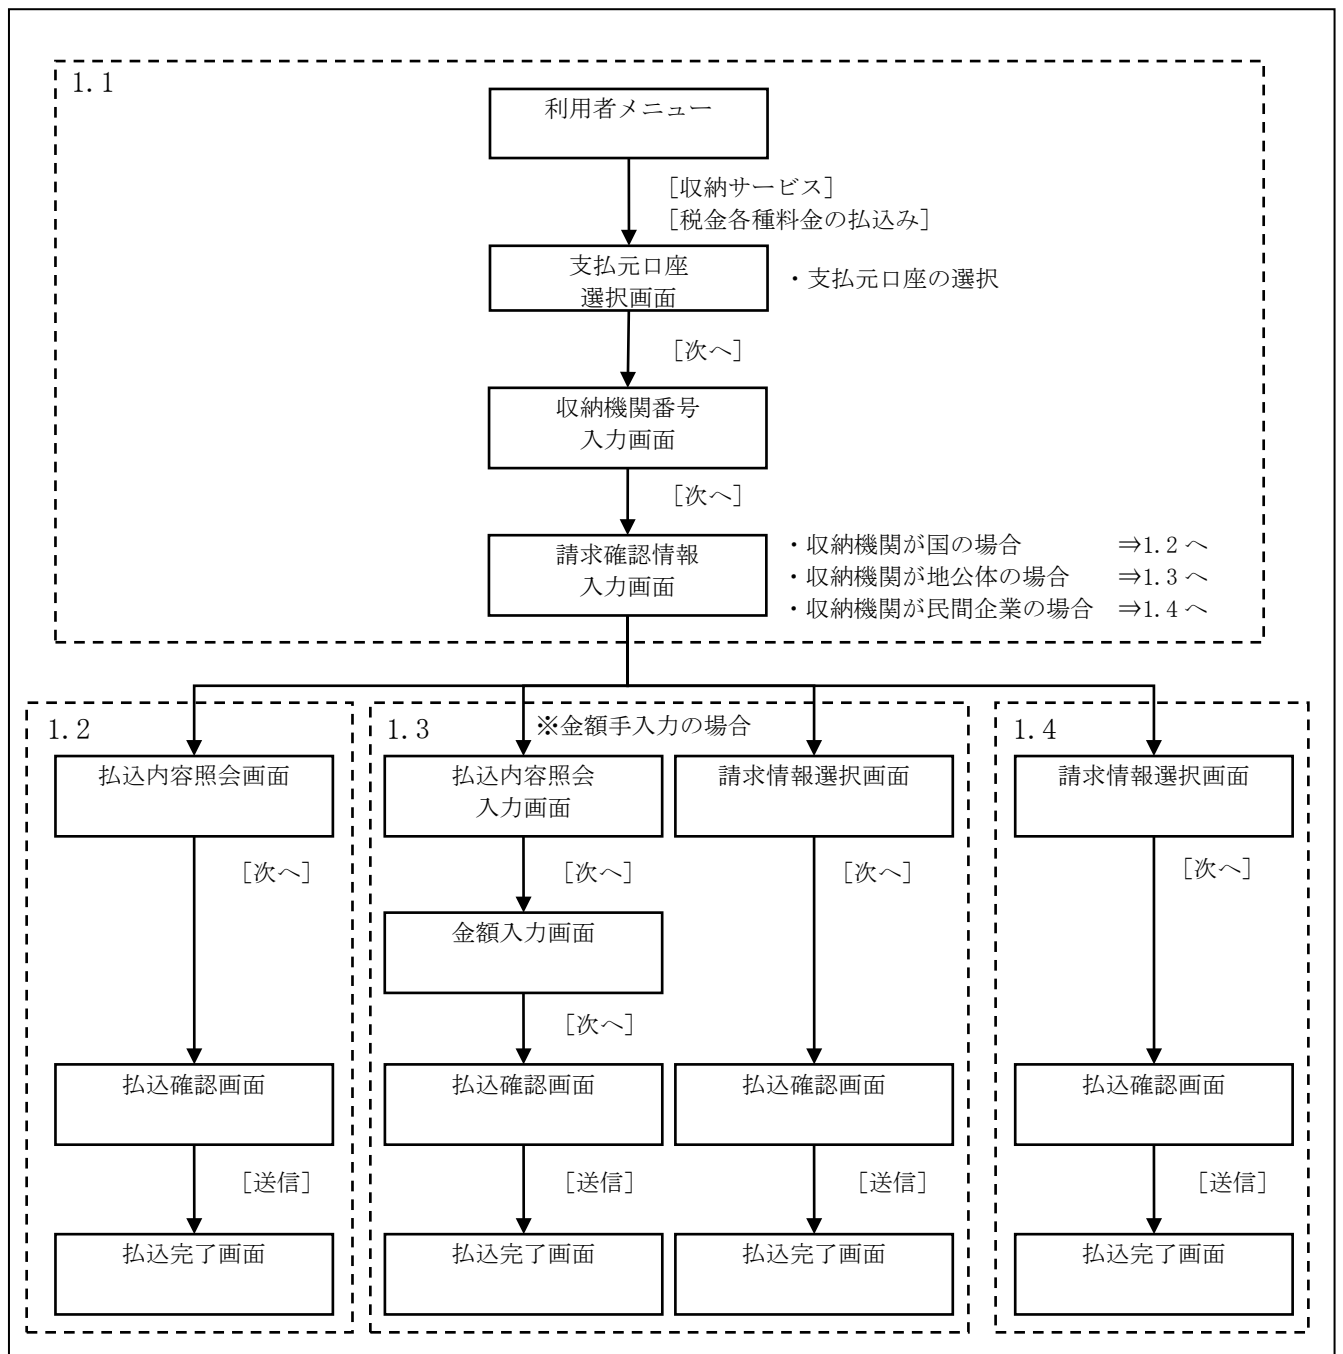 1.1
利用者メニュー
[収納サービス]
[税金各種料金の払込み]
支払元口座
選択画面
・支払元口座の選択
[次へ]
収納機関番号
入力画面
[次へ]
請求確認情報
入力画面
・収納機関が国の場合 ⇒1.2へ
・収納機関が地公体の場合 ⇒1.3へ
・収納機関が民間企業の場合 ⇒1.4へ
1.2
払込内容照会画面
[次へ]
払込確認画面
[送信]
払込完了画面
1.3
※金額手入力の場合
払込内容照会
入力画面
[次へ]
金額入力画面
[次へ]
払込確認画面
[送信]
払込完了画面
請求情報選択画面
[次へ]
払込確認画面
[送信]
払込完了画面
1.4
請求情報選択画面
[次へ]
払込確認画面
[送信]
払込完了画面